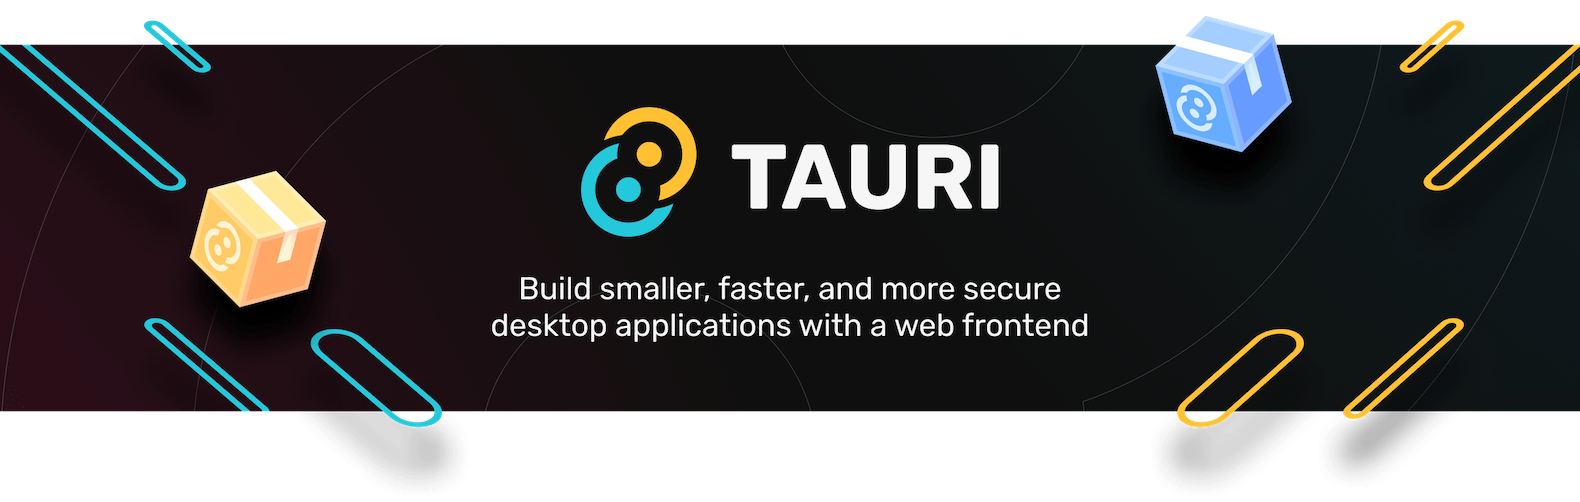 TAURI
Build smaller, faster, and more secure
desktop applications with a web frontend